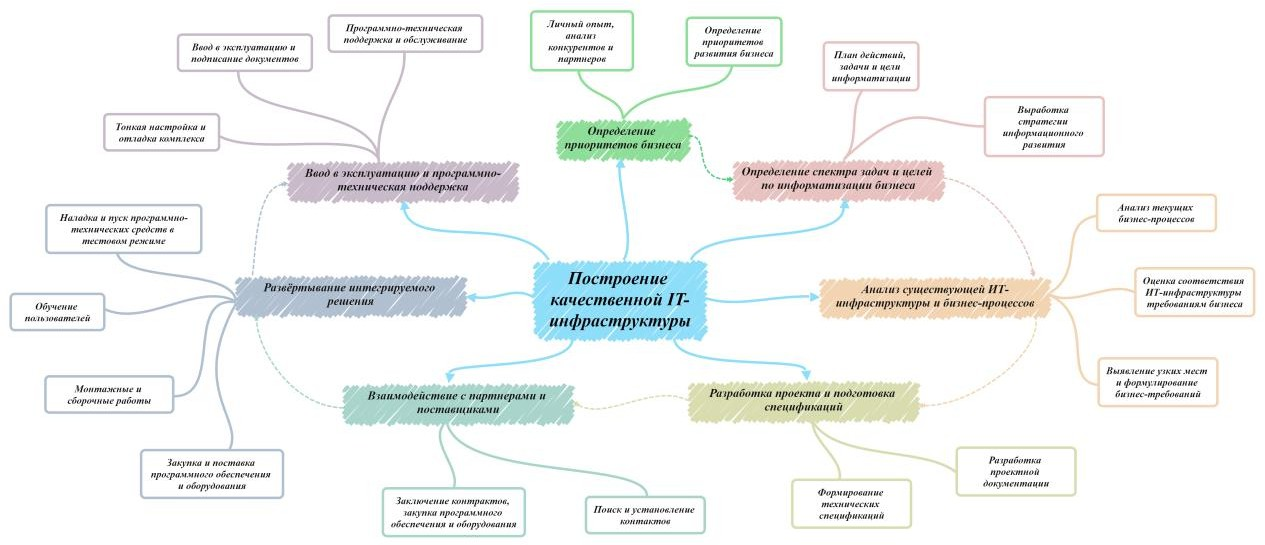 Построение
качественной IT-
инфраструктуры
Определение
приоритетов бизнеса
Личный опыт,
анализ
конкурентов и
партнеров
Определение
приоритетов
развития бизнеса
Определение спектра задач и целей
по информатизации бизнеса
План действий,
задачи и цели
информатизации
Выработка
стратегии
информационного
развития
Анализ существующей ИТ-
инфраструктуры и бизнес-процессов
Анализ текущих
бизнес-процессов
Оценка соответствия
ИТ-инфраструктуры
требованиям бизнеса
Выявление узких мест
и формулирование
бизнес-требований
Разработка проекта и подготовка
спецификаций
Разработка
проектной
документации
Формирование
технических
спецификаций
Взаимодействие с партнерами и
поставщиками
Поиск и установление
контактов
Заключение контрактов,
закупка программного
обеспечения и оборудования
Развёртывание интегрируемого
решения
Закупка и поставка
программного обеспечения
и оборудования
Монтажные и
сборочные работы
Обучение
пользователей
Наладка и пуск программно-
технических средств в
тестовом режиме
Ввод в эксплуатацию и программно-
техническая поддержка
Тонкая настройка и
отладка комплекса
Ввод в эксплуатацию и
подписание документов
Программно-техническая
поддержка и обслуживание